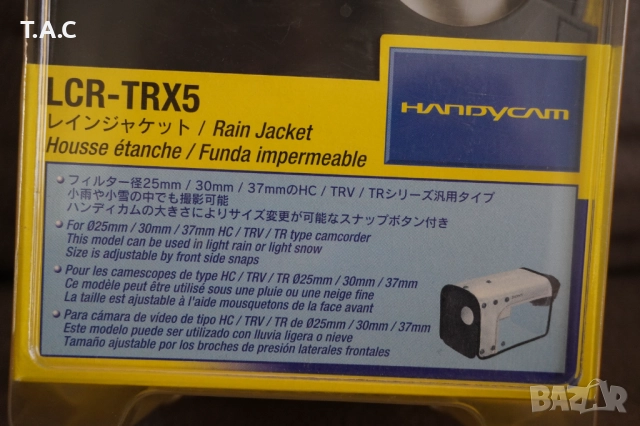 T.A.C
LCR-TRX5
HANDYCAM
レインジャケット / Rain Jacket
Housse étanche / Funda impermeable
• フィルター径25mm / 30mm / 37mmのHC / TRV / TRシリーズ汎用タイプ
小雨や小雪の中でも撮影可能
ハンディカムの大きさによりサイズ変更が可能なスナップボタン付き
• For Ø25mm / 30mm / 37mm HC / TRV / TR type camcorder
This model can be used in light rain or light snow
Size is adjustable by front side snaps
• Pour les camescopes de type HC / TRV / TR Ø25mm / 30mm / 37mm
Ce modèle peut être utilisé sous une pluie ou une neige fine
La taille est ajustable à l'aide mousquetons de la face avant
• Para cámara de vídeo de tipo HC / TRV / TR de Ø25mm / 30mm / 37mm
Este modelo puede ser utilizado con lluvia ligera o nieve
Tamaño ajustable por los broches de presión laterales frontales
BAZAR